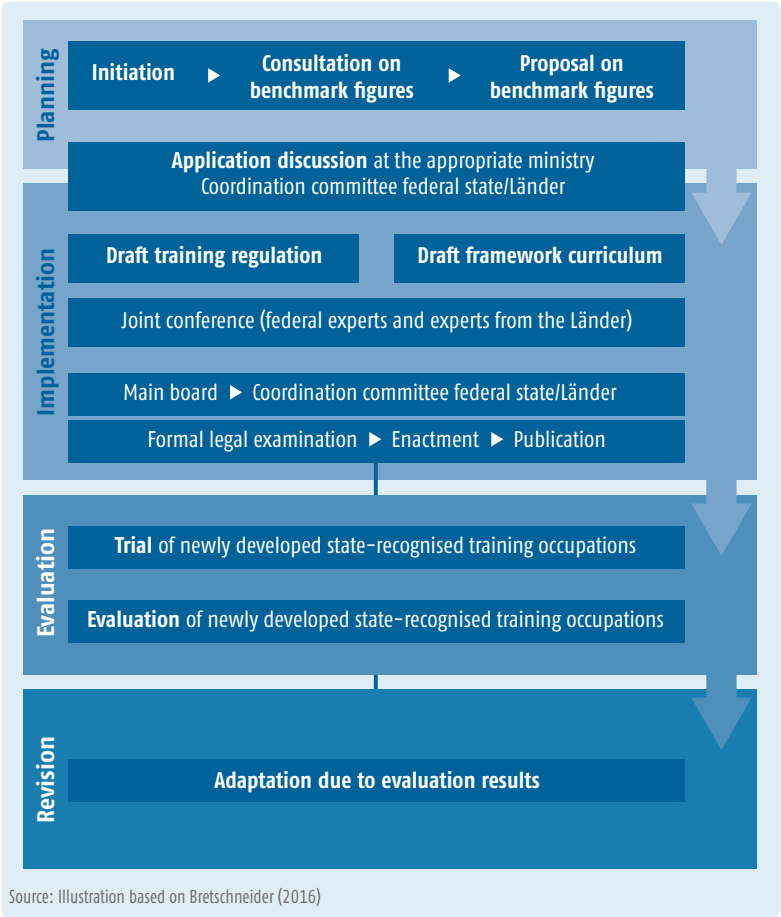 Planning
Initiation ▶ Consultation on benchmark figures ▶ Proposal on benchmark figures
Application discussion at the appropriate ministry
Coordination committee federal state/Länder
Implementation
Draft training regulation
Draft framework curriculum
Joint conference (federal experts and experts from the Länder)
Main board ▶ Coordination committee federal state/Länder
Formal legal examination ▶ Enactment ▶ Publication
Evaluation
Trial of newly developed state-recognised training occupations
Evaluation of newly developed state-recognised training occupations
Revision
Adaptation due to evaluation results
Source: Illustration based on Bretschneider (2016)